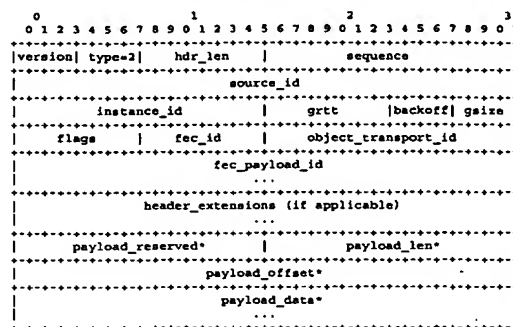 0 1 2 3
0 1 2 3 4 5 6 7 8 9 0 1 2 3 4 5 6 7 8 9 0 1 2 3 4 5 6 7 8 9 0
+-+-+-+-+-+-+-+-+-+-+-+-+-+-+-+-+-+-+-+-+-+-+-+-+-+-+-+-+-+-+-+
|version| type=2| hdr_len | sequence
+-+-+-+-+-+-+-+-+-+-+-+-+-+-+-+-+-+-+-+-+-+-+-+-+-+-+-+-+-+-+-+
| source_id
+-+-+-+-+-+-+-+-+-+-+-+-+-+-+-+-+-+-+-+-+-+-+-+-+-+-+-+-+-+-+-+
| instance_id | grtt |backoff| gsize
+-+-+-+-+-+-+-+-+-+-+-+-+-+-+-+-+-+-+-+-+-+-+-+-+-+-+-+-+-+-+-+
| flags | fec_id | object_transport_id
+-+-+-+-+-+-+-+-+-+-+-+-+-+-+-+-+-+-+-+-+-+-+-+-+-+-+-+-+-+-+-+
| fec_payload_id
| ...
+-+-+-+-+-+-+-+-+-+-+-+-+-+-+-+-+-+-+-+-+-+-+-+-+-+-+-+-+-+-+-+
| header_extensions (if applicable)
| ...
+-+-+-+-+-+-+-+-+-+-+-+-+-+-+-+-+-+-+-+-+-+-+-+-+-+-+-+-+-+-+-+
| payload_reserved* | payload_len*
+-+-+-+-+-+-+-+-+-+-+-+-+-+-+-+-+-+-+-+-+-+-+-+-+-+-+-+-+-+-+-+
| payload_offset*
+-+-+-+-+-+-+-+-+-+-+-+-+-+-+-+-+-+-+-+-+-+-+-+-+-+-+-+-+-+-+-+
| payload_data*
| ...
+-+-+-+-+-+-+-+-+-+-+-+-+-+-+-+-+-+-+-+-+-+-+-+-+-+-+-+-+-+-+-+